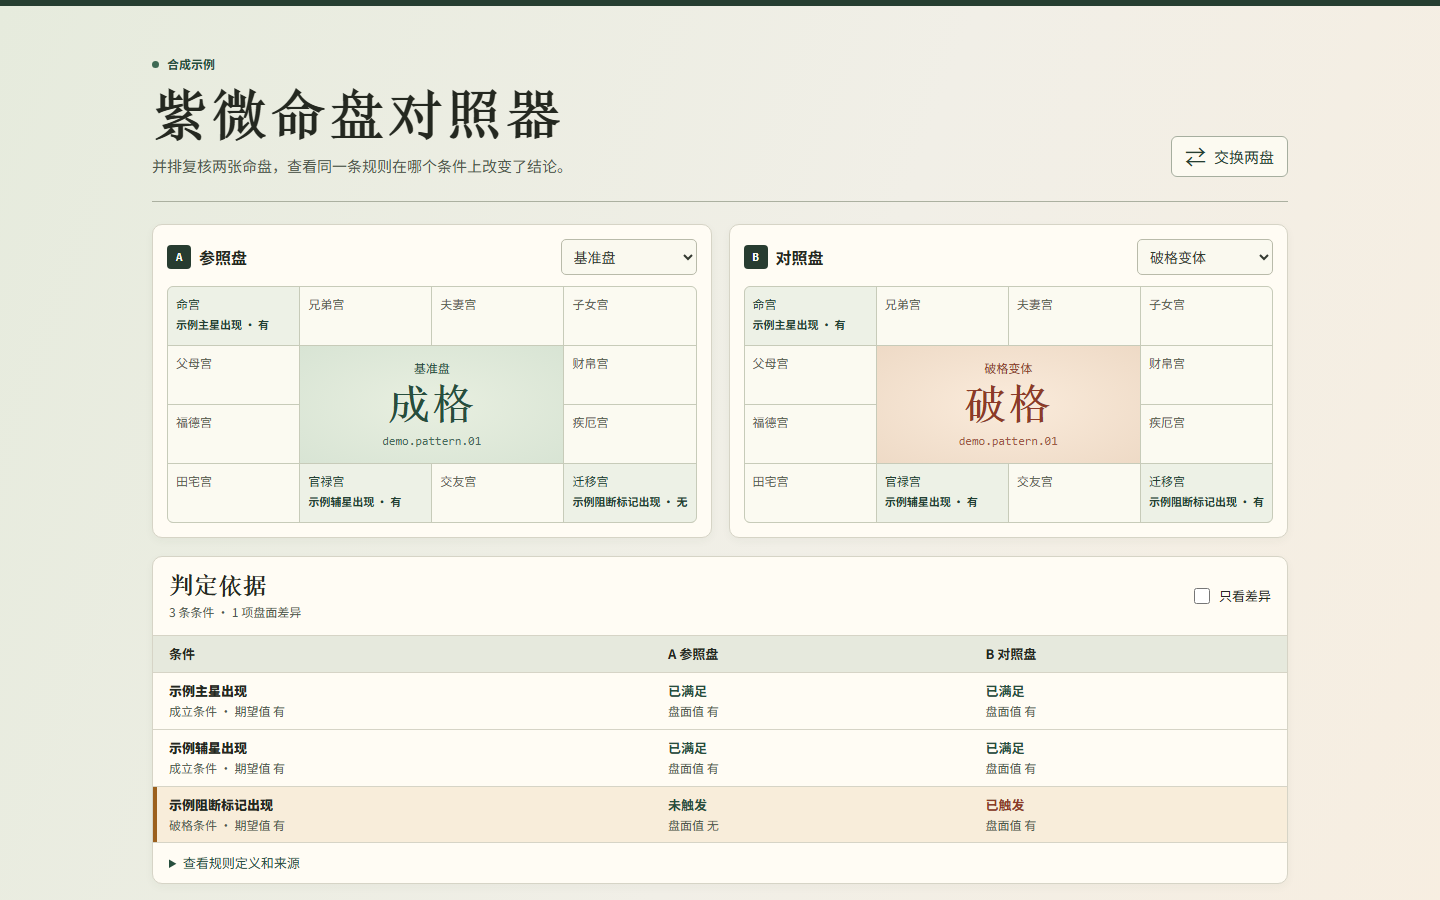 合成示例
紫微命盘对照器
并排复核两张命盘，查看同一条规则在哪个条件上改变了结论。
交换两盘
A 参照盘
基准盘
命宫
示例主星出现 · 有
兄弟宫
夫妻宫
子女宫
父母宫
基准盘
成格
demo.pattern.01
财帛宫
福德宫
疾厄宫
田宅宫
官禄宫
示例辅星出现 · 有
交友宫
迁移宫
示例阻断标记出现 · 无
B 对照盘
破格变体
命宫
示例主星出现 · 有
兄弟宫
夫妻宫
子女宫
父母宫
破格变体
破格
demo.pattern.01
财帛宫
福德宫
疾厄宫
田宅宫
官禄宫
示例辅星出现 · 有
交友宫
迁移宫
示例阻断标记出现 · 有
判定依据
3 条条件 · 1 项盘面差异
只看差异
条件 A 参照盘 B 对照盘
示例主星出现 已满足 已满足
成立条件 · 期望值 有 盘面值 有 盘面值 有
示例辅星出现 已满足 已满足
成立条件 · 期望值 有 盘面值 有 盘面值 有
示例阻断标记出现 未触发 已触发
破格条件 · 期望值 有 盘面值 无 盘面值 有
查看规则定义和来源